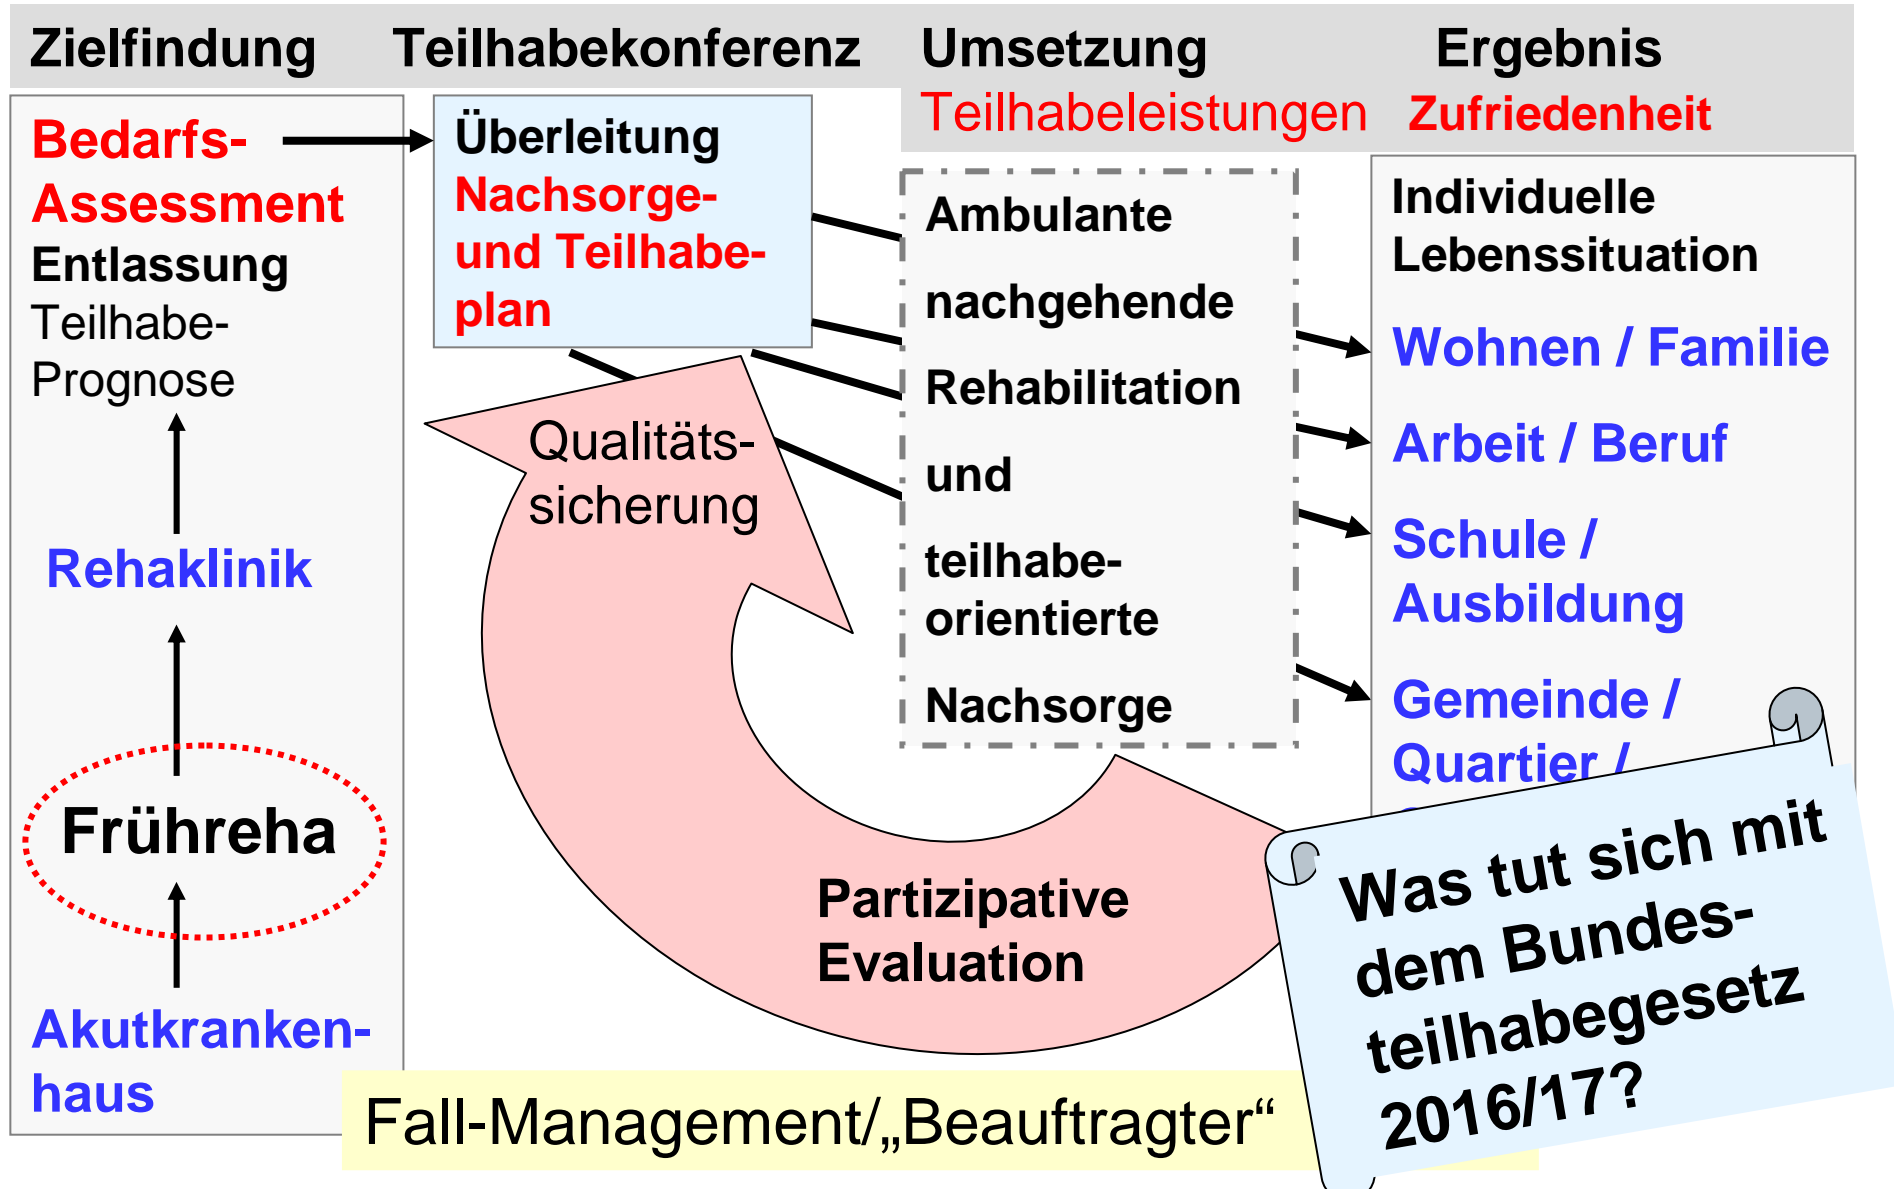 Zielfindung Teilhabekonferenz Umsetzung Ergebnis
Teilhabeleistungen Zufriedenheit
Bedarfs-
Assessment
Entlassung
Teilhabe-
Prognose
Rehaklinik
Frühreha
Akutkranken-
haus
Überleitung
Nachsorge-
und Teilhabe-
plan
Qualitäts-
sicherung
Partizipative
Evaluation
Ambulante
nachgehende
Rehabilitation
und
teilhabe-
orientierte
Nachsorge
Individuelle
Lebenssituation
Wohnen / Familie
Arbeit / Beruf
Schule /
Ausbildung
Gemeinde /
Quartier /
Was tut sich mit
dem Bundes-
teilhabegesetz
2016/17?
Fall-Management/„Beauftragter“